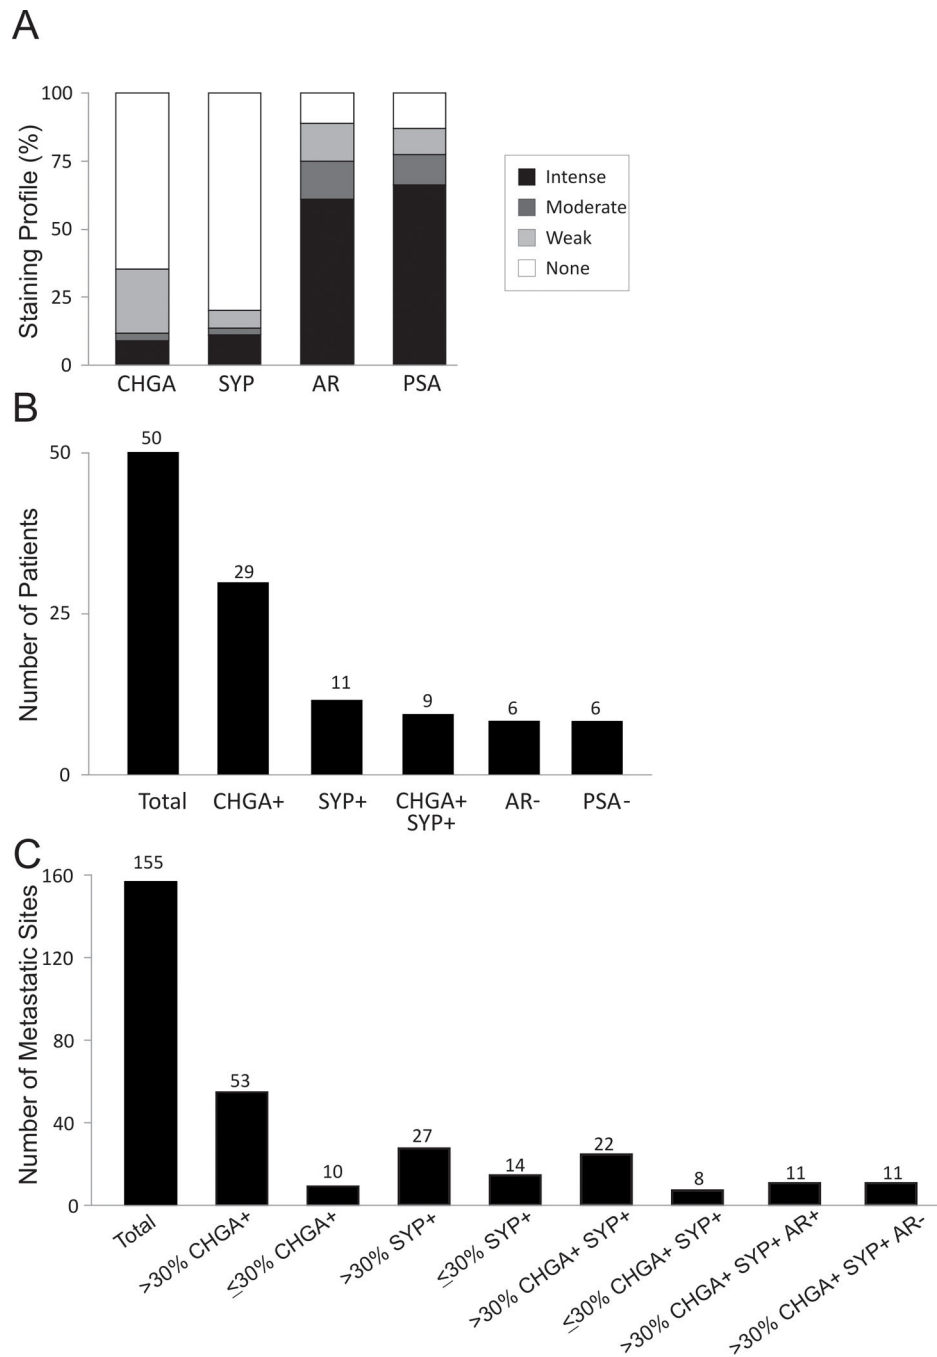 A
Staining Profile (%)
100
75
50
25
0
CHGA
SYP
AR
PSA
Intense
Moderate
Weak
None
B
Number of Patients
50
25
0
50
29
11
9
6
6
Total
CHGA+
SYP+
CHGA+
SYP+
AR-
PSA-
C
Number of Metastatic Sites
160
120
80
40
0
155
53
10
27
14
22
8
11
11
Total
>30% CHGA+
≤30% CHGA+
>30% SYP+
≤30% SYP+
>30% CHGA+ SYP+
≤30% CHGA+ SYP+
>30% CHGA+ SYP+ AR+
>30% CHGA+ SYP+ AR-